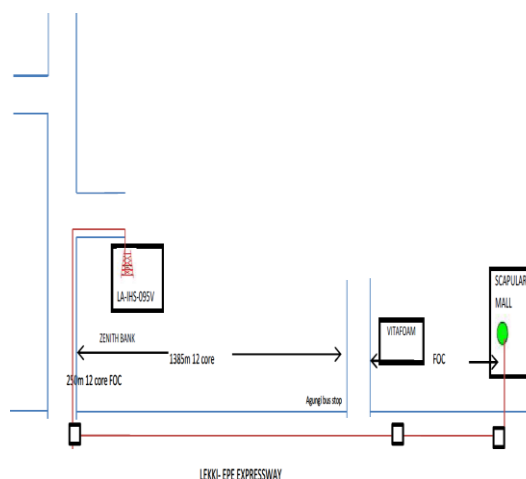 SCAPULAR
MALL
LA-IHS-095V
VITAFOAM
ZENITH BANK
1385m 12 core
FOC
250m 12 core FOC
Agungi bus stop
LEKKI- EPE EXPRESSWAY